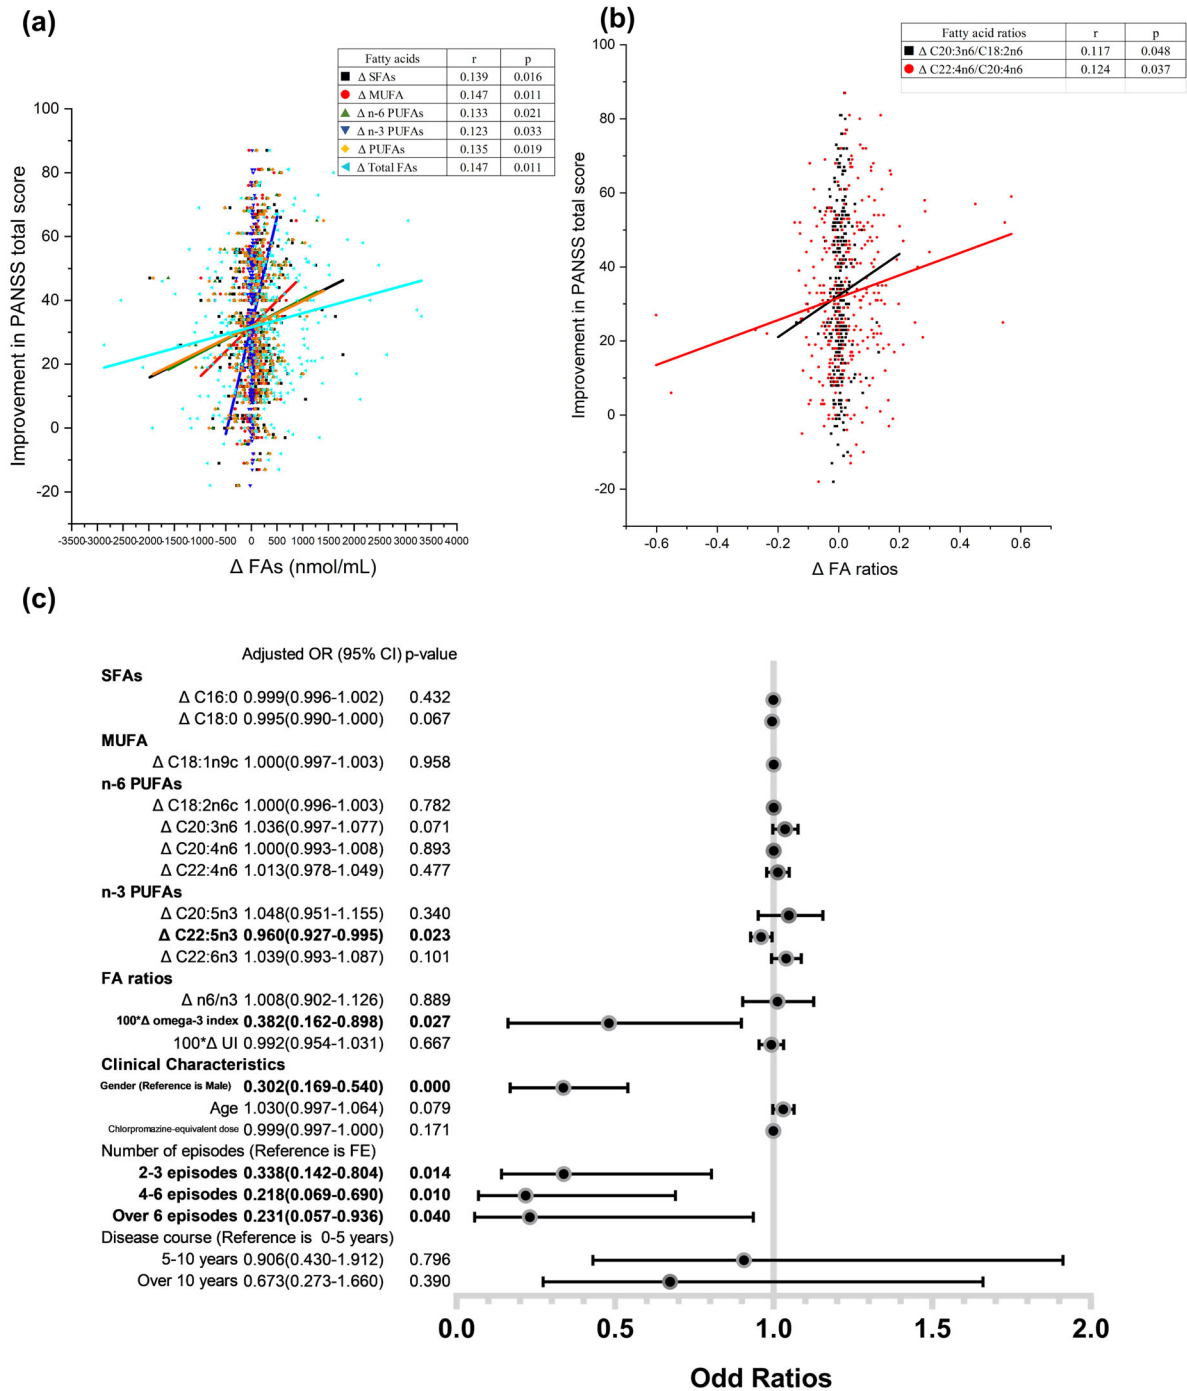 (a)
Fatty acids r p
Δ SFAs 0.139 0.016
Δ MUFA 0.147 0.011
Δ n-6 PUFAs 0.133 0.021
Δ n-3 PUFAs 0.123 0.033
Δ PUFAs 0.135 0.019
Δ Total FAs 0.147 0.011
Improvement in PANSS total score
100
80
60
40
20
0
-20
-3500 -3000 -2500 -2000 -1500 -1000 -500 0 500 1000 1500 2000 2500 3000 3500 4000
Δ FAs (nmol/mL)
(b)
Fatty acid ratios r p
Δ C20:3n6/C18:2n6 0.117 0.048
Δ C22:4n6/C20:4n6 0.124 0.037
Improvement in PANSS total score
100
80
60
40
20
0
-20
-0.6 -0.4 -0.2 0.0 0.2 0.4 0.6
Δ FA ratios
(c)
Adjusted OR (95% CI) p-value
SFAs
Δ C16:0 0.999(0.996-1.002) 0.432
Δ C18:0 0.995(0.990-1.000) 0.067
MUFA
Δ C18:1n9c 1.000(0.997-1.003) 0.958
n-6 PUFAs
Δ C18:2n6c 1.000(0.996-1.003) 0.782
Δ C20:3n6 1.036(0.997-1.077) 0.071
Δ C20:4n6 1.000(0.993-1.008) 0.893
Δ C22:4n6 1.013(0.978-1.049) 0.477
n-3 PUFAs
Δ C20:5n3 1.048(0.951-1.155) 0.340
Δ C22:5n3 0.960(0.927-0.995) 0.023
Δ C22:6n3 1.039(0.993-1.087) 0.101
FA ratios
Δ n6/n3 1.008(0.902-1.126) 0.889
100*Δ omega-3 index 0.382(0.162-0.898) 0.027
100*Δ UI 0.992(0.954-1.031) 0.667
Clinical Characteristics
Gender (Reference is Male) 0.302(0.169-0.540) 0.000
Age 1.030(0.997-1.064) 0.079
Chlorpromazine-equivalent dose 0.999(0.997-1.000) 0.171
Number of episodes (Reference is FE)
2-3 episodes 0.338(0.142-0.804) 0.014
4-6 episodes 0.218(0.069-0.690) 0.010
Over 6 episodes 0.231(0.057-0.936) 0.040
Disease course (Reference is 0-5 years)
5-10 years 0.906(0.430-1.912) 0.796
Over 10 years 0.673(0.273-1.660) 0.390
0.0 0.5 1.0 1.5 2.0
Odd Ratios